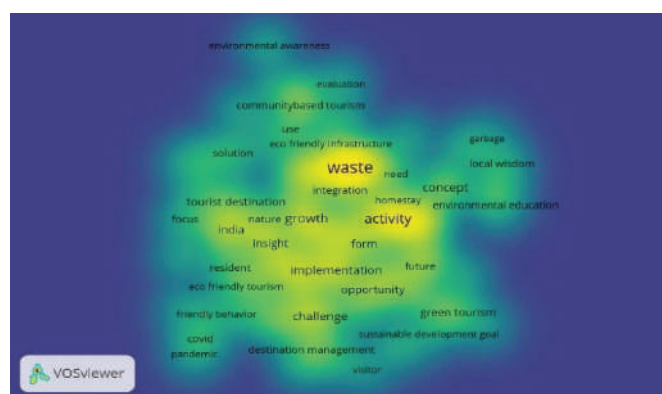 environmental awareness
evaluation
communitybased tourism
use
eco friendly infrastructure
garbage
solution
waste
local wisdom
need
integration
concept
tourist destination
homestay
environmental education
focus
nature
growth
activity
india
insight
form
resident
implementation
future
eco friendly tourism
opportunity
friendly behavior
challenge
green tourism
covid
sustainable development goal
pandemic
destination management
visitor
VOSviewer